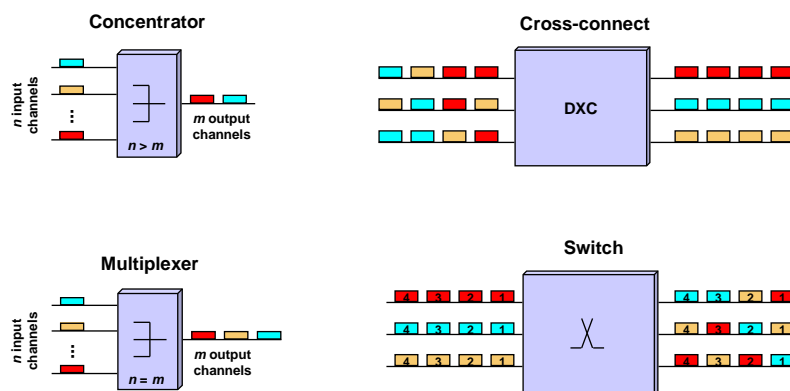 Concentrator
n input
channels
n > m
m output
channels
Cross-connect
DXC
Multiplexer
n input
channels
n = m
m output
channels
Switch
4 3 2 1
4 3 2 1
4 3 2 1
4 3 2 1
4 3 2 1
4 3 2 1